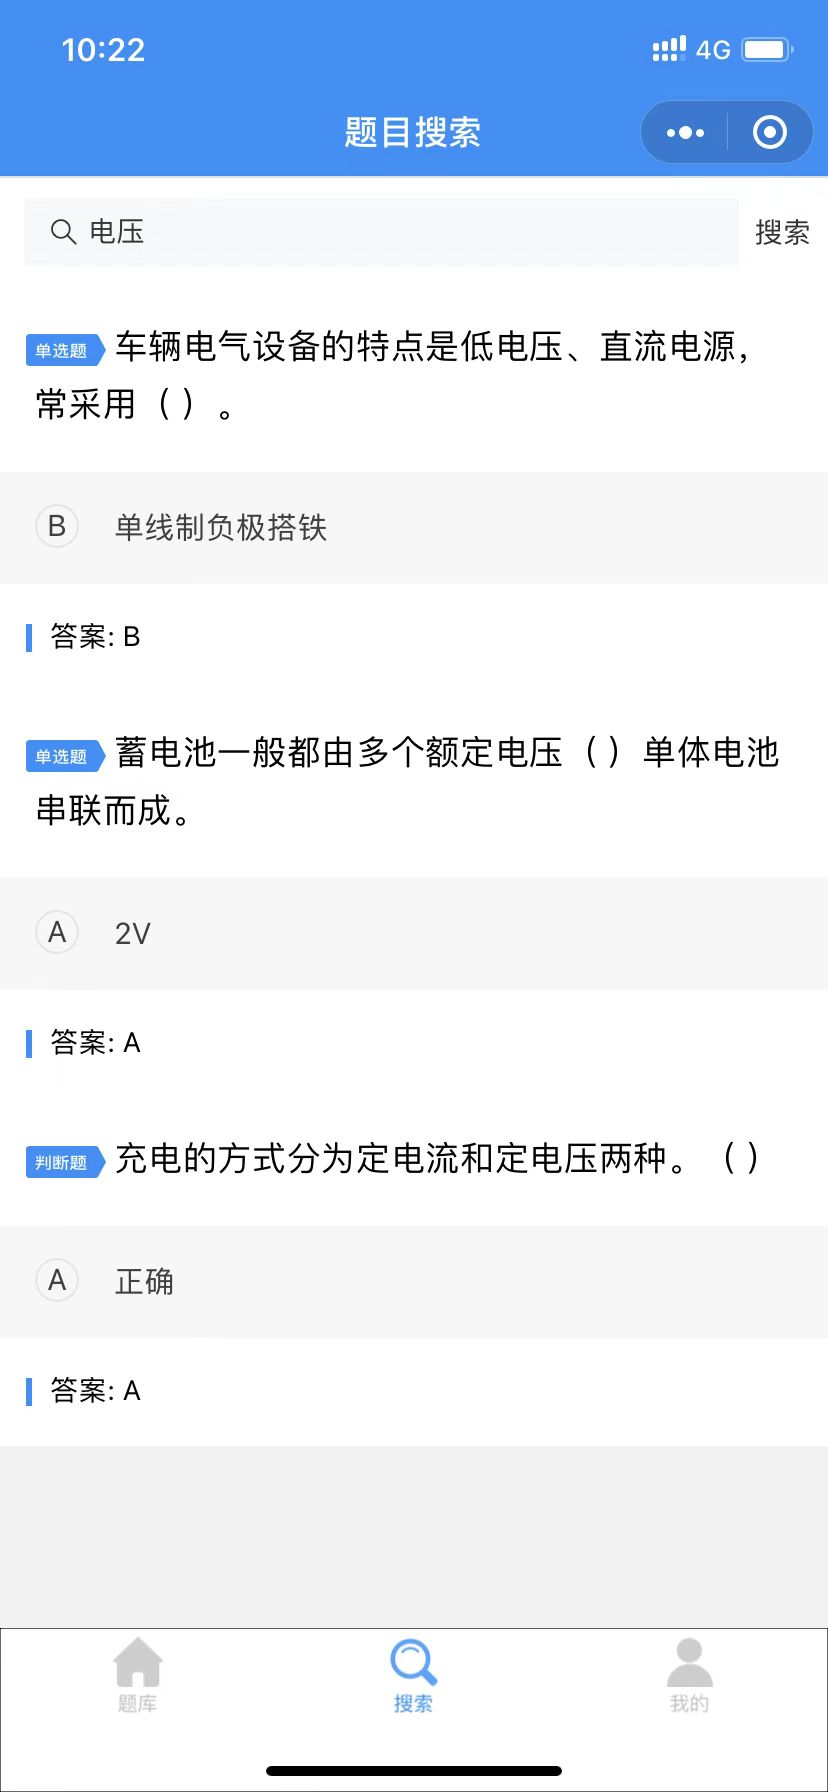 10:22
4G
题目搜索
电压
搜索
单选题 车辆电气设备的特点是低电压、直流电源，
常采用（ ）。
B 单线制负极搭铁
答案: B
单选题 蓄电池一般都由多个额定电压（ ）单体电池
串联而成。
A 2V
答案: A
判断题 充电的方式分为定电流和定电压两种。（ ）
A 正确
答案: A
题库
搜索
我的